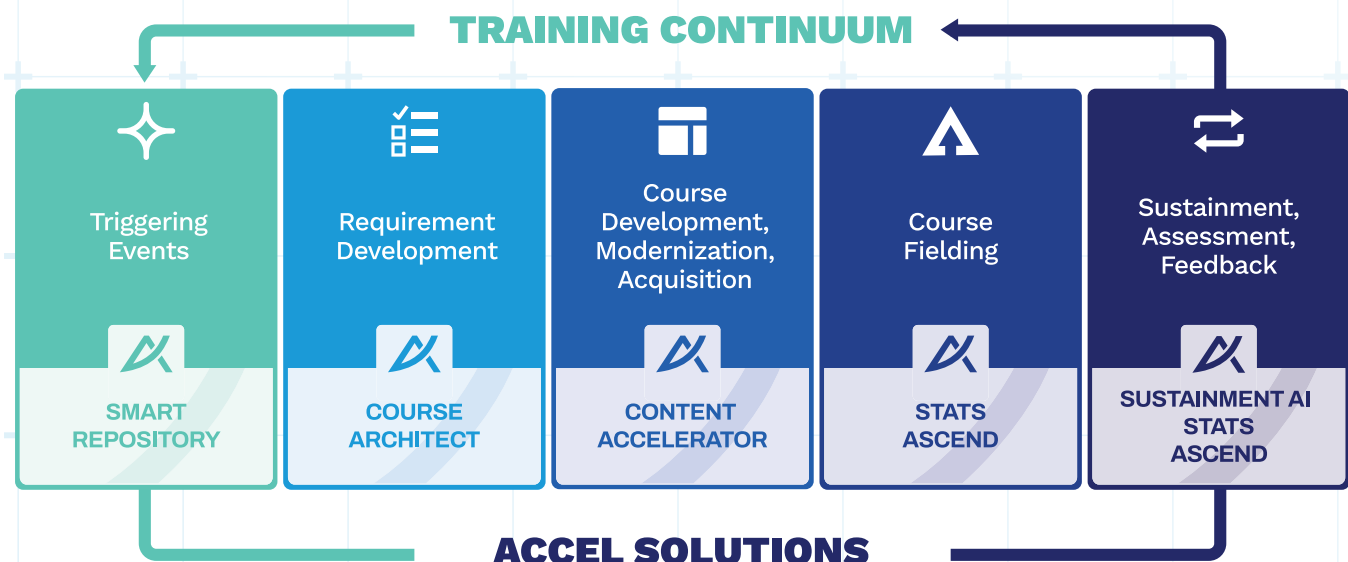 TRAINING CONTINUUM
Triggering
Events
SMART
REPOSITORY
Requirement
Development
COURSE
ARCHITECT
Course
Development,
Modernization,
Acquisition
CONTENT
ACCELERATOR
Course
Fielding
STATS
ASCEND
Sustainment,
Assessment,
Feedback
SUSTAINMENT AI
STATS
ASCEND
ACCEL SOLUTIONS